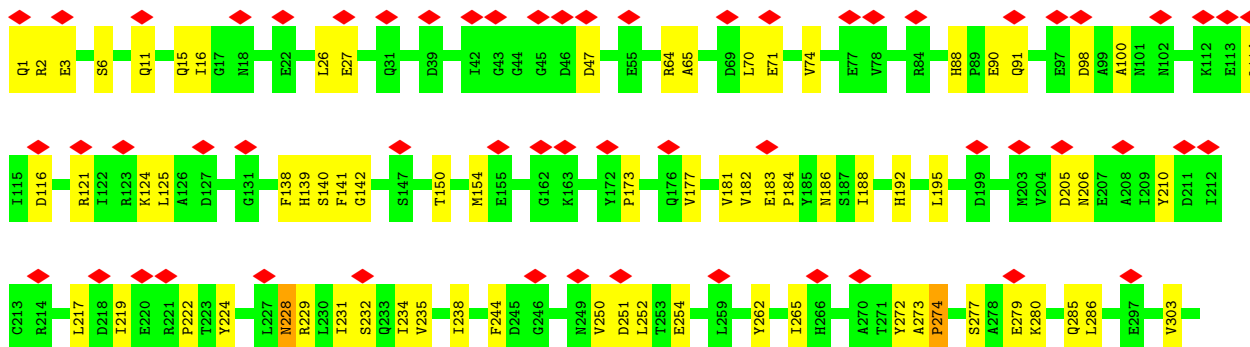 Q1 R2 E3 S6 Q11 Q15 I16 G17 N18 E22 L26 E27 Q31 D39 I42 G43 G44 G45 D46 D47 E55 R64 A65 D69 L70 E71 V74 E77 V78 R84 H88 P89 E90 Q91 E97 D98 A99 A100 N101 N102 K112 E113
I115 D116 R121 I122 R123 K124 L125 A126 D127 G131 F138 H139 S140 F141 G142 S147 T150 M154 E155 G162 K163 Y172 P173 Q176 V177 V181 V182 E183 P184 Y185 N186 S187 I188 H192 L195 D199 M203 V204 D205 N206 E207 A208 I209 Y210 D211 I212
C213 R214 L217 D218 I219 E220 R221 P222 T223 Y224 L227 N228 R229 L230 I231 S232 Q233 I234 V235 I238 F244 D245 G246 N249 V250 D251 L252 T253 E254 L259 Y262 I265 H266 A270 T271 Y272 A273 P274 S277 A278 E279 K280 Q285 L286 E297 V303